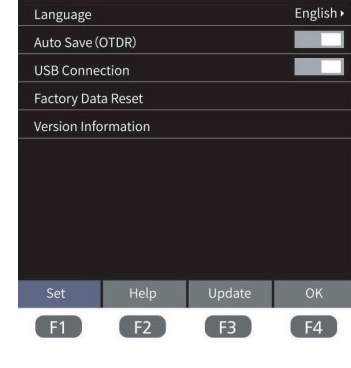 Language English
Auto Save(OTDR)
USB Connection
Factory Data Reset
Version Information
Set Help Update OK
F1 F2 F3 F4